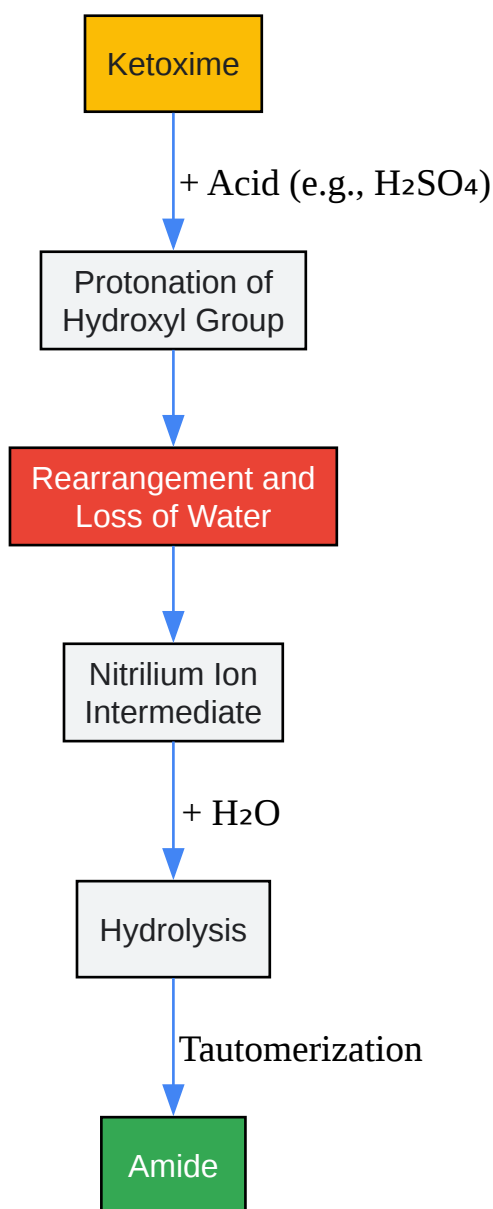 Ketoxime
+ Acid (e.g., H₂SO₄)
Protonation of
Hydroxyl Group
Rearrangement and
Loss of Water
Nitrilium Ion
Intermediate
+ H₂O
Hydrolysis
Tautomerization
Amide